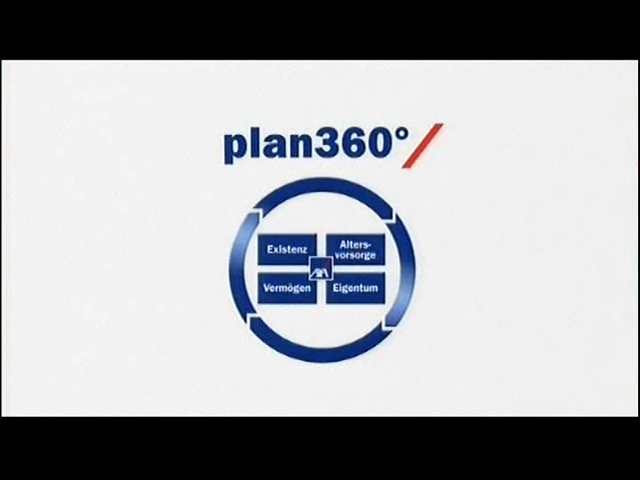 plan360°
Existenz
Alters-
vorsorge
Vermögen
Eigentum